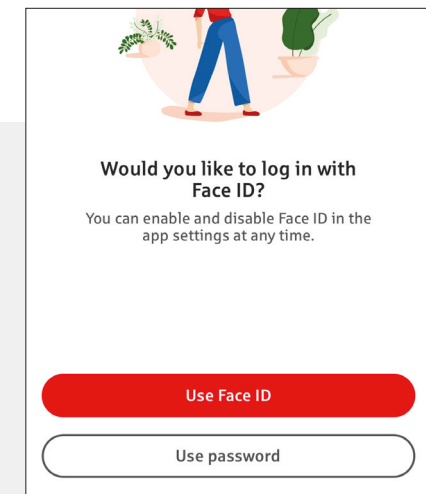 Would you like to log in with
Face ID?
You can enable and disable Face ID in the
app settings at any time.
Use Face ID
Use password